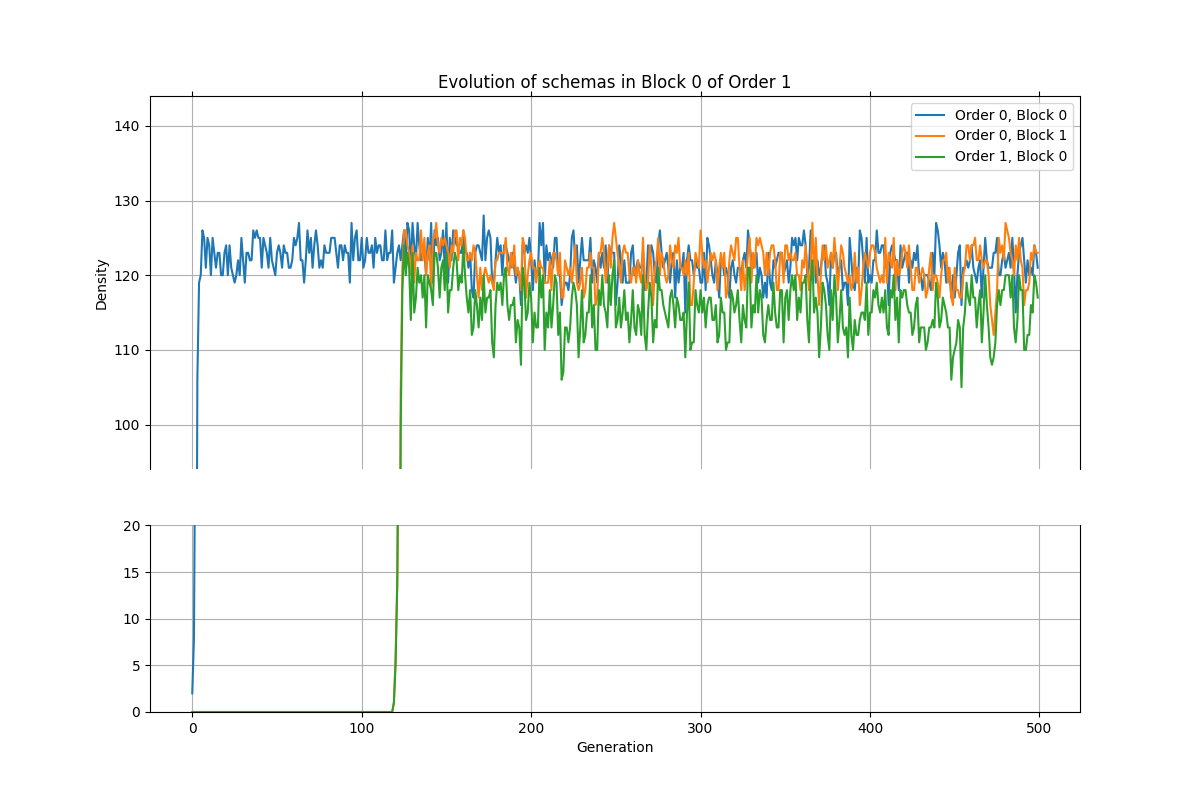 Evolution of schemas in Block 0 of Order 1
Order 0, Block 0
Order 0, Block 1
Order 1, Block 0
Density
140
130
120
110
100
20
15
10
5
0
0 100 200 300 400 500
Generation